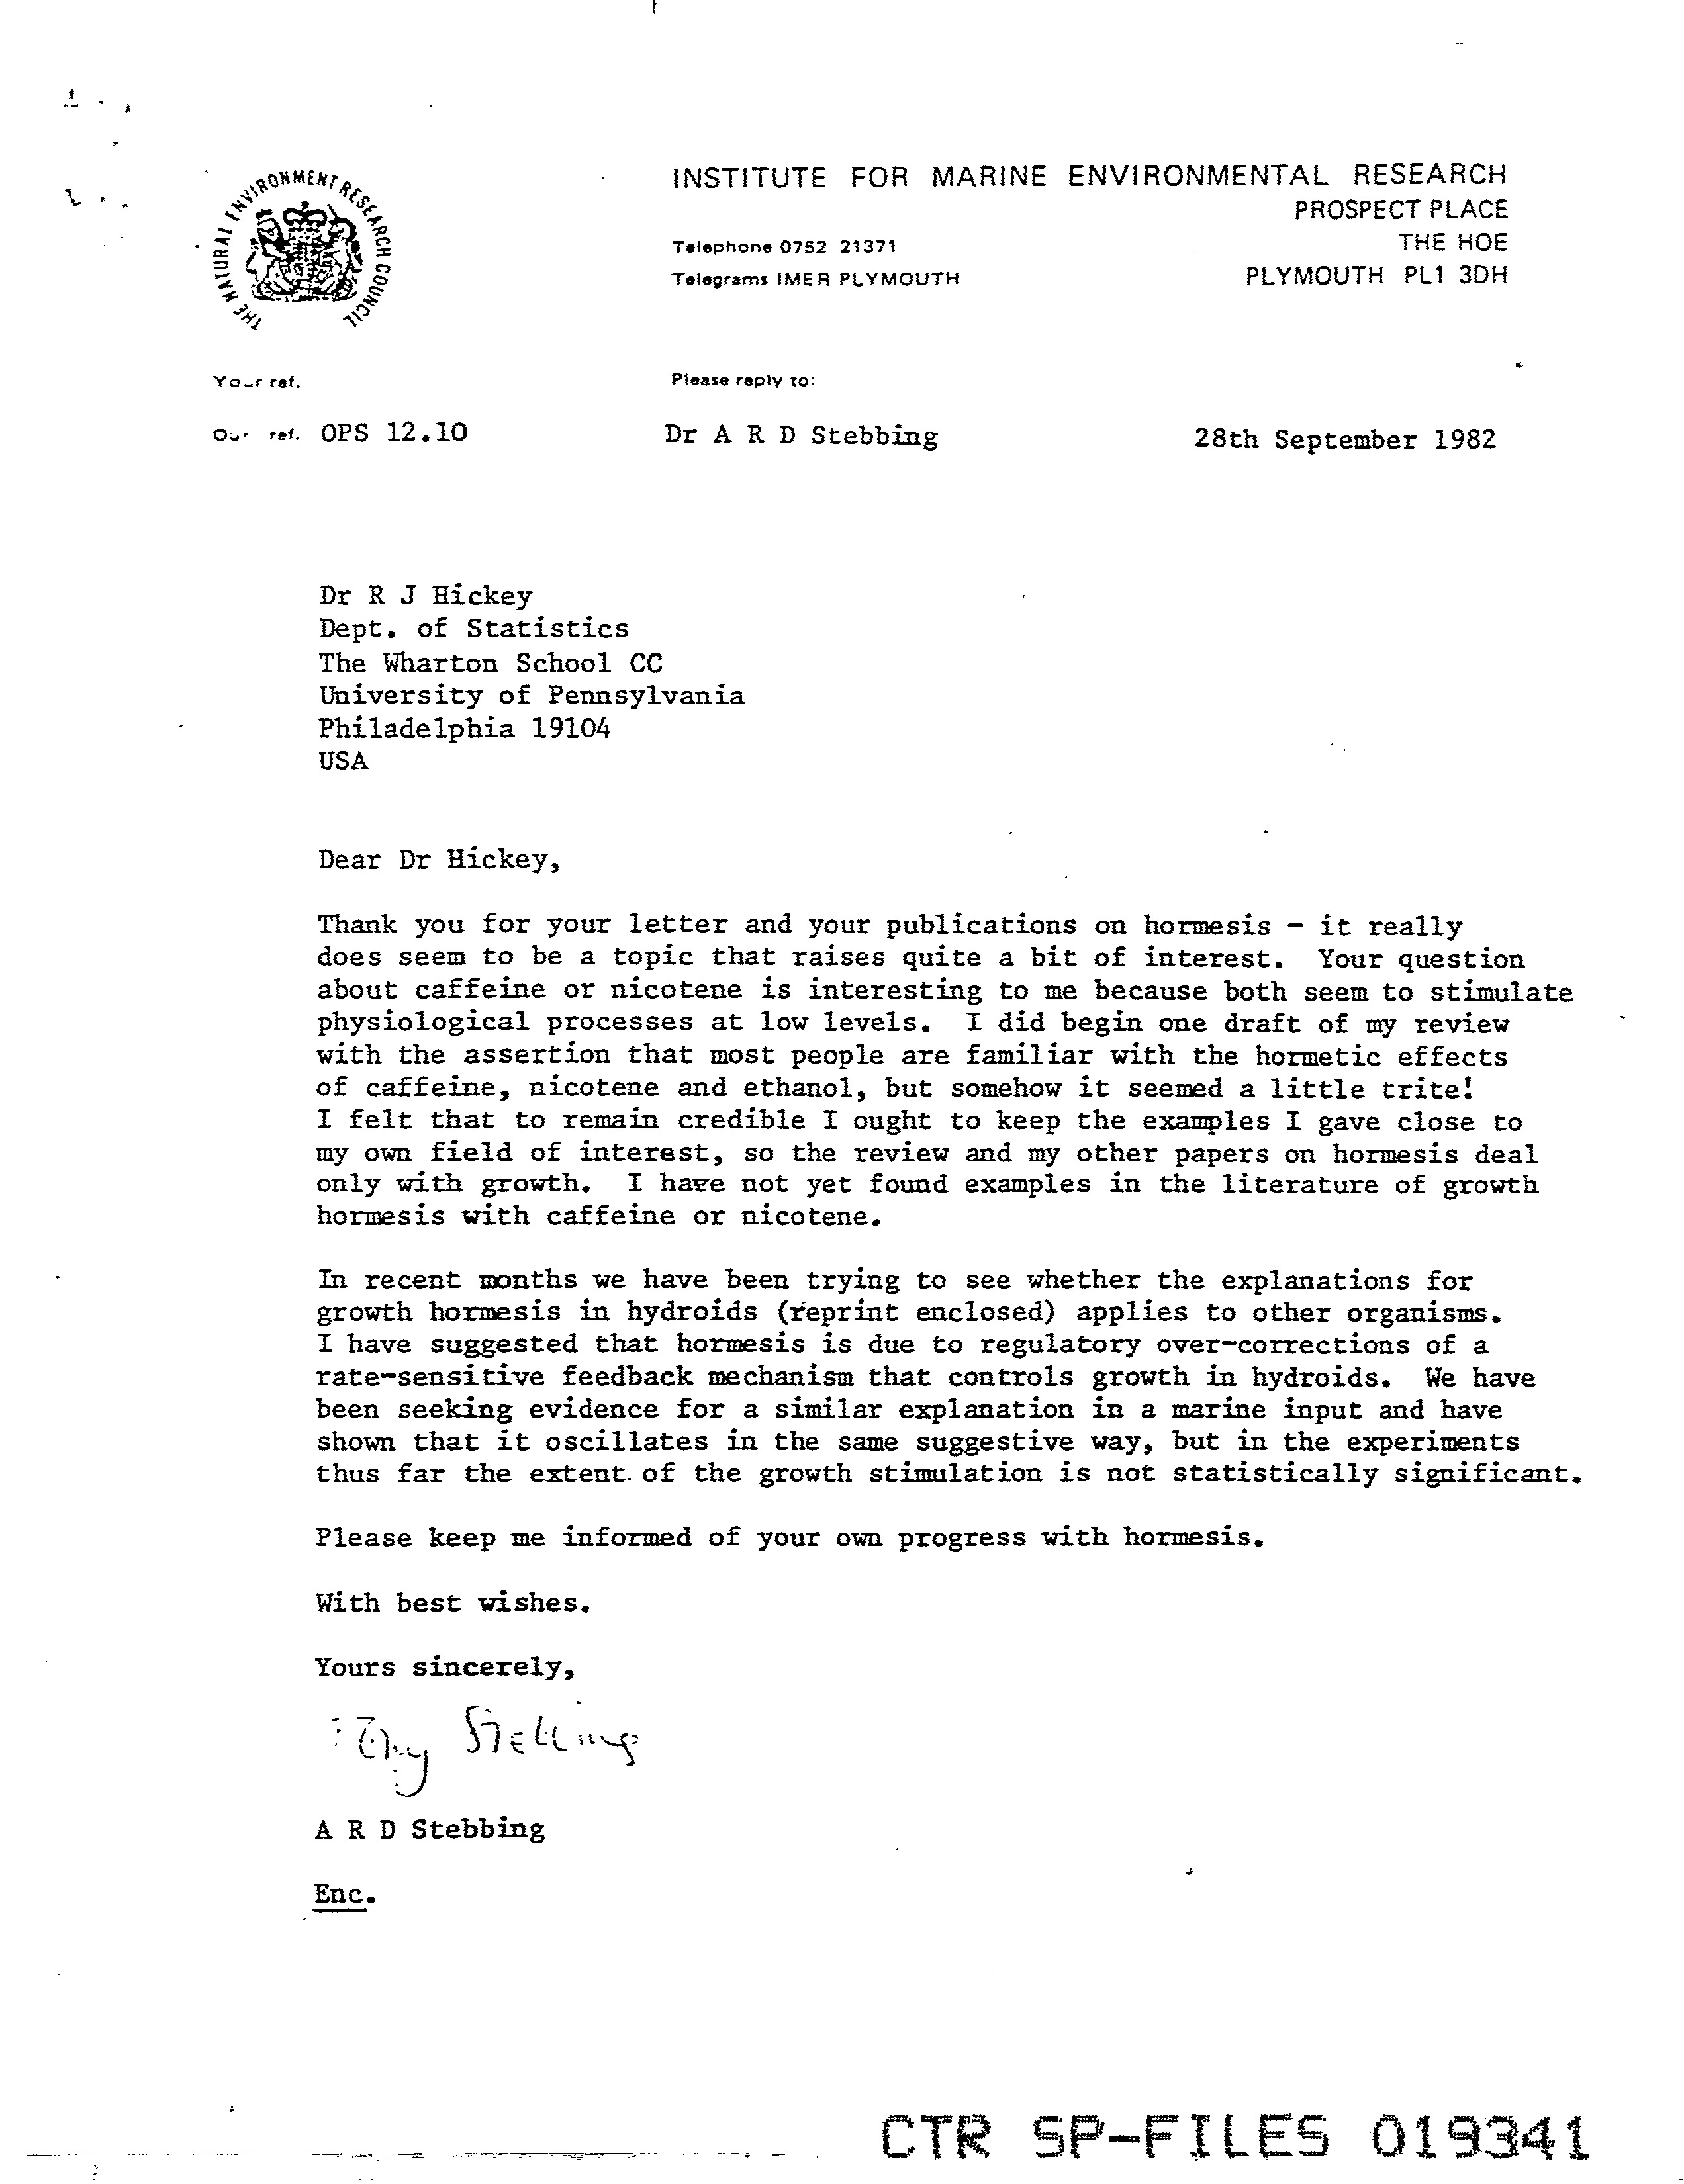 THE NATURAL ENVIRONMENT RESEARCH COUNCIL
INSTITUTE FOR MARINE ENVIRONMENTAL RESEARCH
PROSPECT PLACE
THE HOE
PLYMOUTH PL1 3DH
Telephone 0752 21371
Telegrams IMER PLYMOUTH
Your ref.
Please reply to:
Our ref. OPS 12.10
Dr A R D Stebbing
28th September 1982
Dr R J Hickey
Dept. of Statistics
The Wharton School CC
University of Pennsylvania
Philadelphia 19104
USA
Dear Dr Hickey,
Thank you for your letter and your publications on hormesis - it really
does seem to be a topic that raises quite a bit of interest. Your question
about caffeine or nicotene is interesting to me because both seem to stimulate
physiological processes at low levels. I did begin one draft of my review
with the assertion that most people are familiar with the hormetic effects
of caffeine, nicotene and ethanol, but somehow it seemed a little trite!
I felt that to remain credible I ought to keep the examples I gave close to
my own field of interest, so the review and my other papers on hormesis deal
only with growth. I have not yet found examples in the literature of growth
hormesis with caffeine or nicotene.
In recent months we have been trying to see whether the explanations for
growth hormesis in hydroids (reprint enclosed) applies to other organisms.
I have suggested that hormesis is due to regulatory over-corrections of a
rate-sensitive feedback mechanism that controls growth in hydroids. We have
been seeking evidence for a similar explanation in a marine input and have
shown that it oscillates in the same suggestive way, but in the experiments
thus far the extent of the growth stimulation is not statistically significant.
Please keep me informed of your own progress with hormesis.
With best wishes.
Yours sincerely,
Tony Stebbing
A R D Stebbing
Enc.
CTR SP-FILES 019341